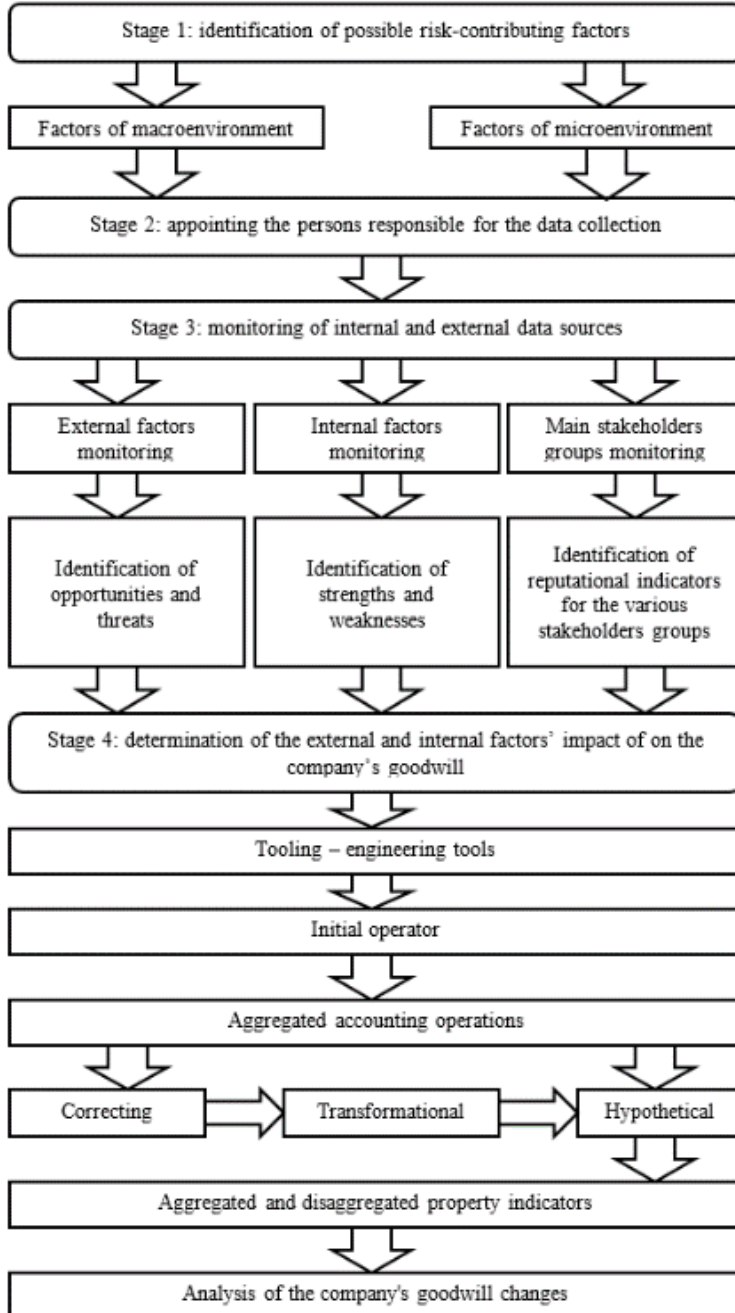 Stage 1: identification of possible risk-contributing factors
Factors of macroenvironment
Factors of microenvironment
Stage 2: appointing the persons responsible for the data collection
Stage 3: monitoring of internal and external data sources
External factors
monitoring
Internal factors
monitoring
Main stakeholders
groups monitoring
Identification of
opportunities and
threats
Identification of
strengths and
weaknesses
Identification of
reputational indicators
for the various
stakeholders groups
Stage 4: determination of the external and internal factors’ impact of on the
company’s goodwill
Tooling – engineering tools
Initial operator
Aggregated accounting operations
Correcting
Transformational
Hypothetical
Aggregated and disaggregated property indicators
Analysis of the company's goodwill changes